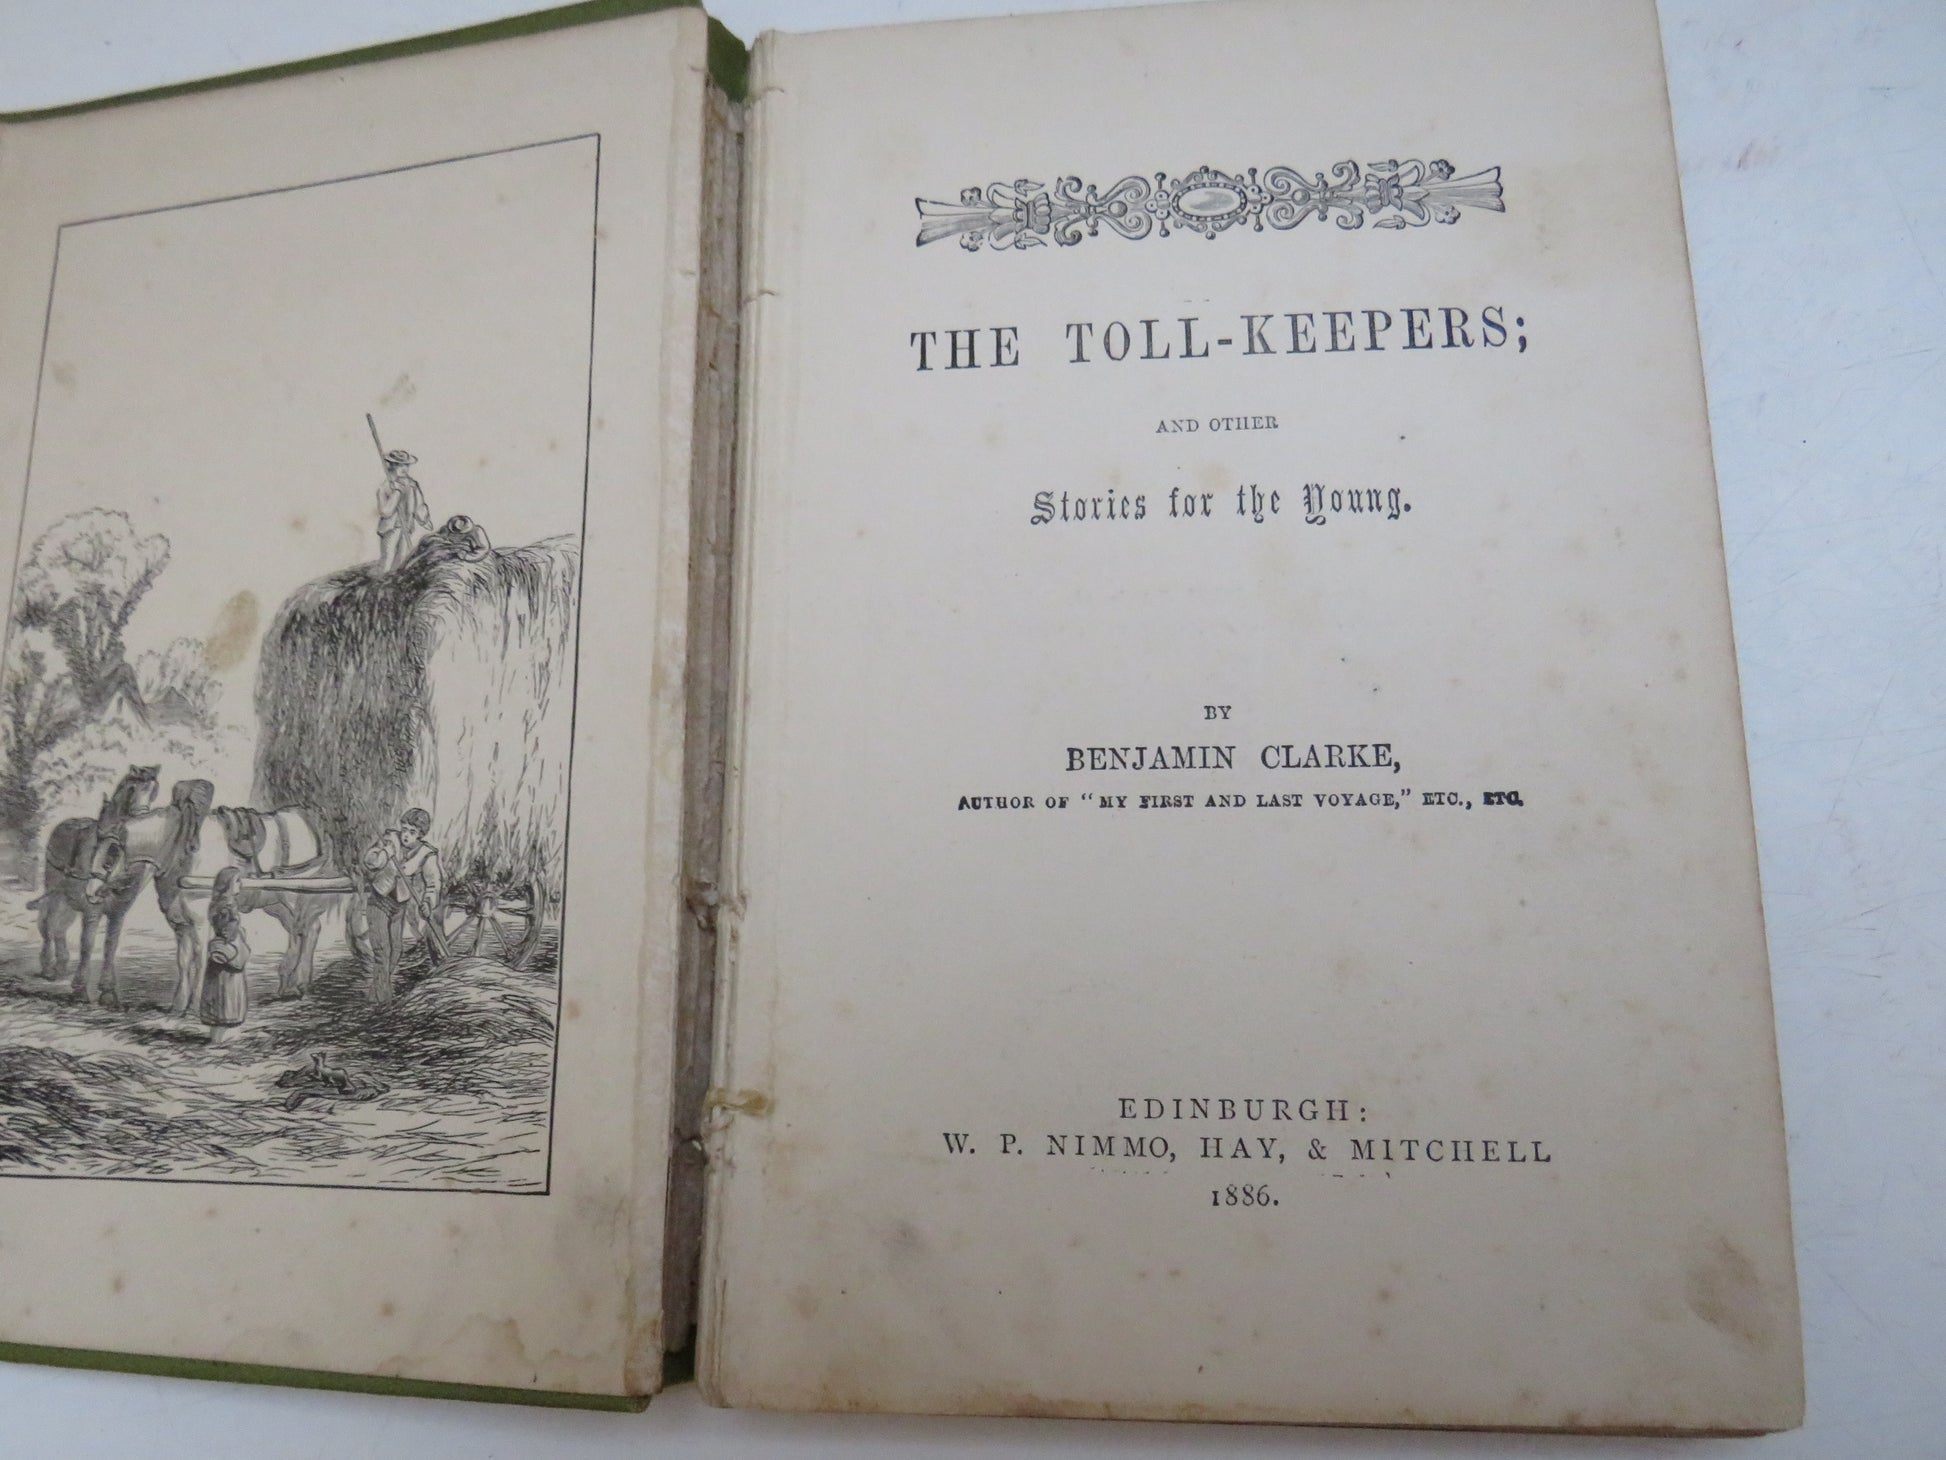 THE TOLL-KEEPERS;
AND OTHER
Stories for the Young.
BY
BENJAMIN CLARKE,
AUTHOR OF "MY FIRST AND LAST VOYAGE," ETC., ETC.
EDINBURGH:
W. P. NIMMO, HAY, & MITCHELL
1886.